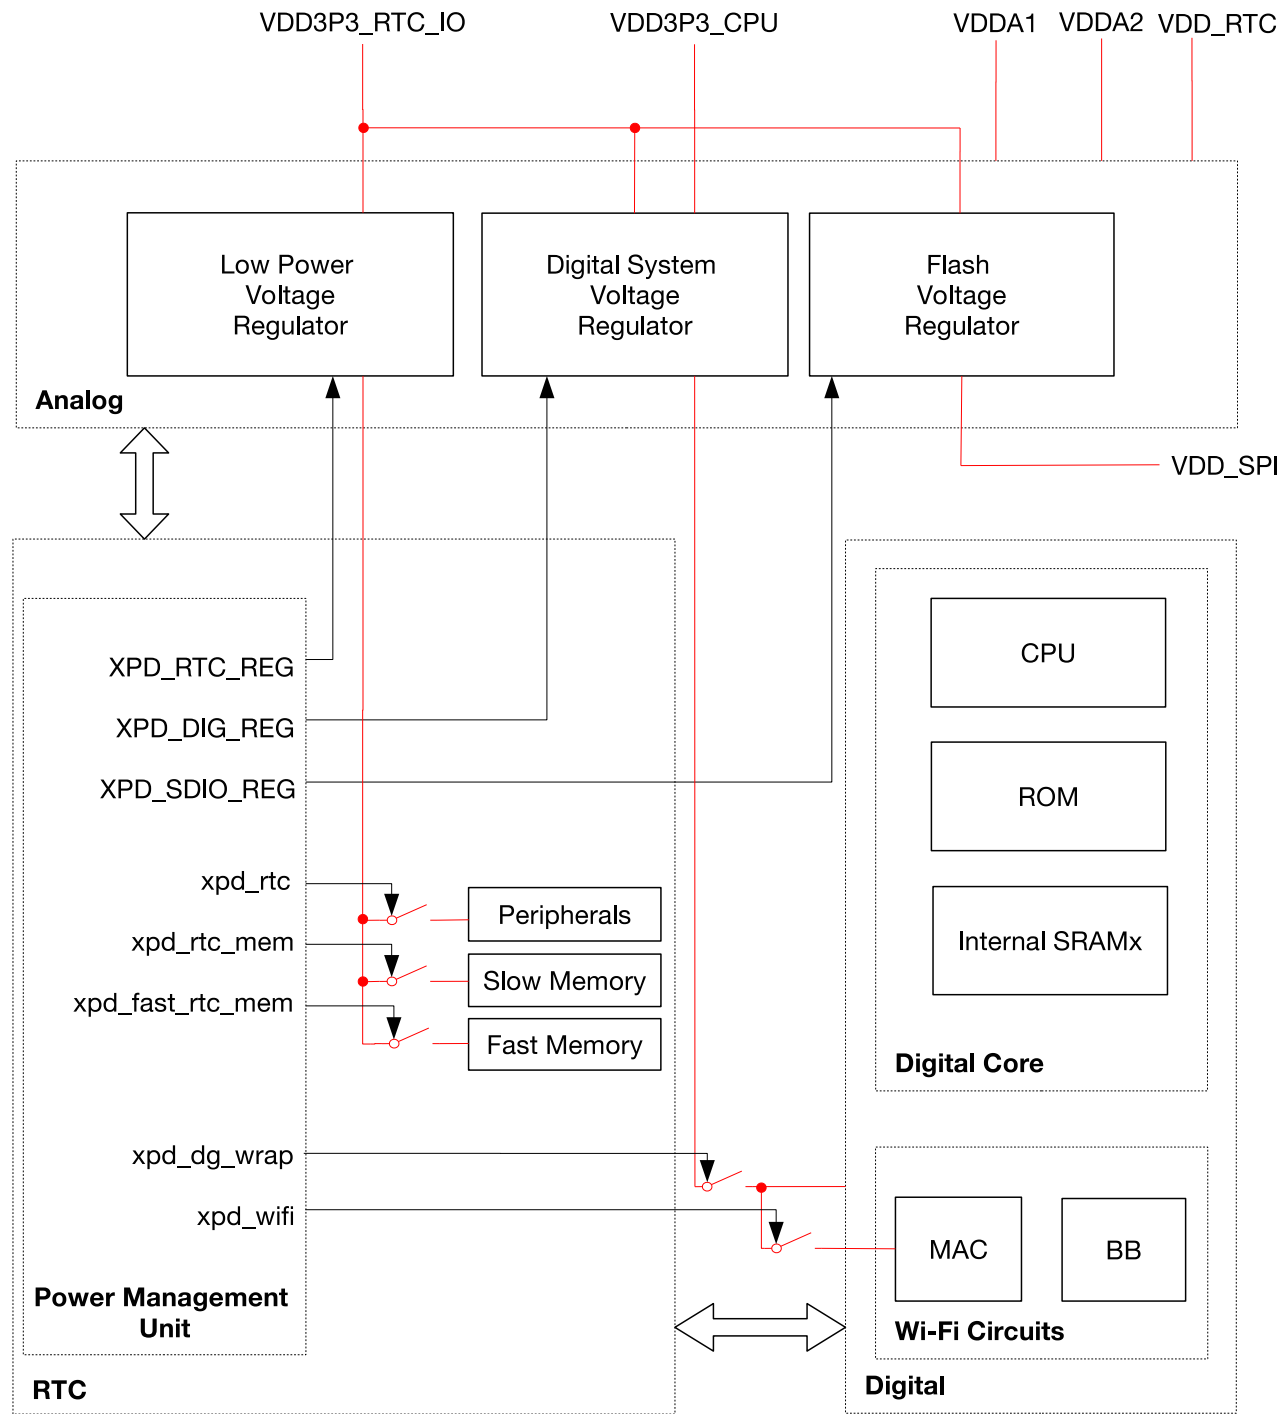 VDD3P3_RTC_IO
VDD3P3_CPU
VDDA1
VDDA2
VDD_RTC
Low Power
Voltage
Regulator
Digital System
Voltage
Regulator
Flash
Voltage
Regulator
Analog
VDD_SPI
XPD_RTC_REG
XPD_DIG_REG
XPD_SDIO_REG
xpd_rtc
xpd_rtc_mem
xpd_fast_rtc_mem
Peripherals
Slow Memory
Fast Memory
xpd_dg_wrap
xpd_wifi
Power Management
Unit
RTC
CPU
ROM
Internal SRAMx
Digital Core
MAC
BB
Wi-Fi Circuits
Digital